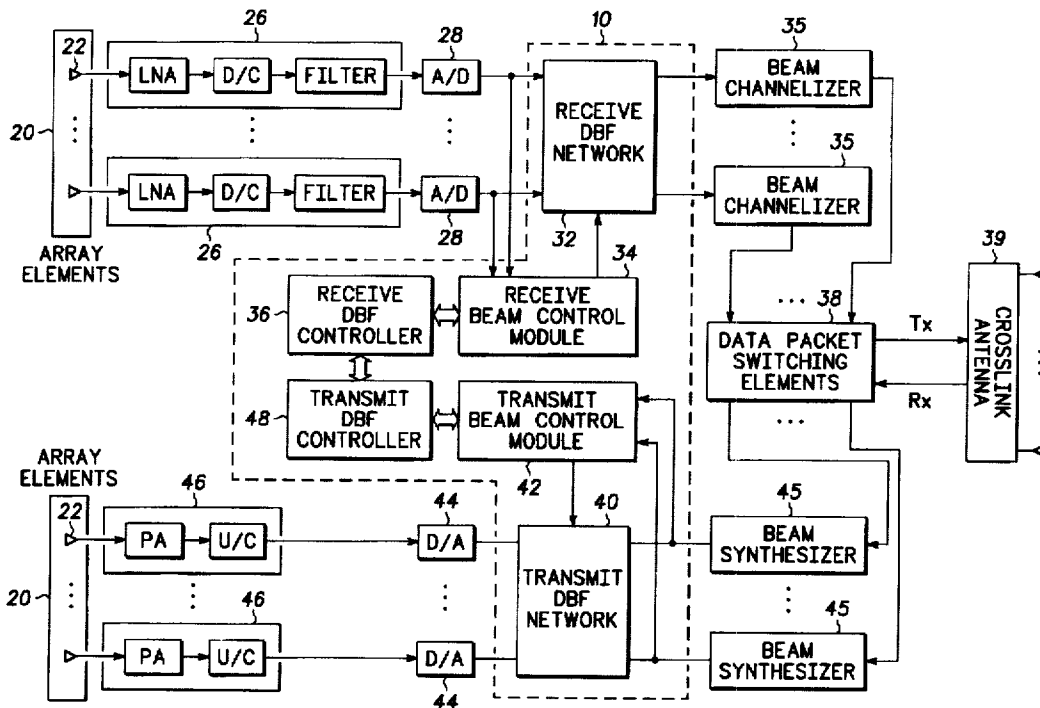 26
28
10
35
22
LNA
D/C
FILTER
A/D
BEAM
CHANNELIZER
20
RECEIVE
DBF
NETWORK
35
LNA
D/C
FILTER
A/D
BEAM
CHANNELIZER
26
28
32
ARRAY
ELEMENTS
34
39
36
RECEIVE
DBF
CONTROLLER
RECEIVE
BEAM CONTROL
MODULE
38
Tx
DATA PACKET
SWITCHING
ELEMENTS
Rx
CROSSLINK
ANTENNA
48
TRANSMIT
DBF
CONTROLLER
TRANSMIT
BEAM CONTROL
MODULE
42
ARRAY
ELEMENTS
46
44
40
45
22
PA
U/C
D/A
BEAM
SYNTHESIZER
20
TRANSMIT
DBF
NETWORK
46
45
PA
U/C
D/A
BEAM
SYNTHESIZER
44